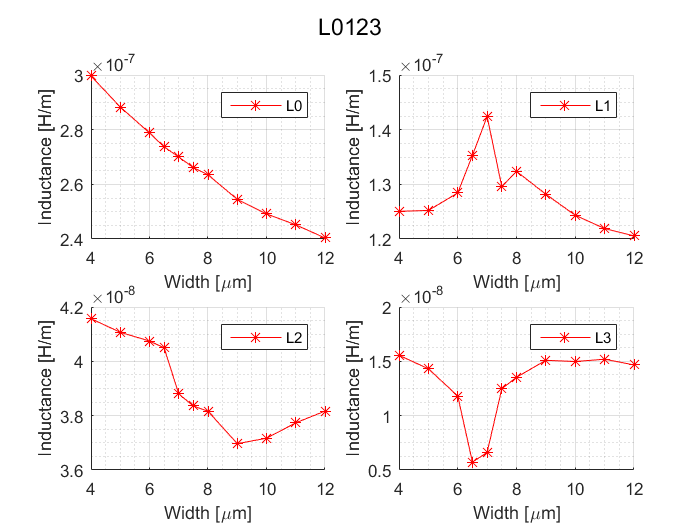 L0123
×10⁻⁷
Inductance [H/m]
3
2.8
2.6
2.4
4 6 8 10 12
Width [μm]
L0
×10⁻⁷
Inductance [H/m]
1.5
1.4
1.3
1.2
4 6 8 10 12
Width [μm]
L1
×10⁻⁸
Inductance [H/m]
4.2
4
3.8
3.6
4 6 8 10 12
Width [μm]
L2
×10⁻⁸
Inductance [H/m]
2
1.5
1
0.5
4 6 8 10 12
Width [μm]
L3